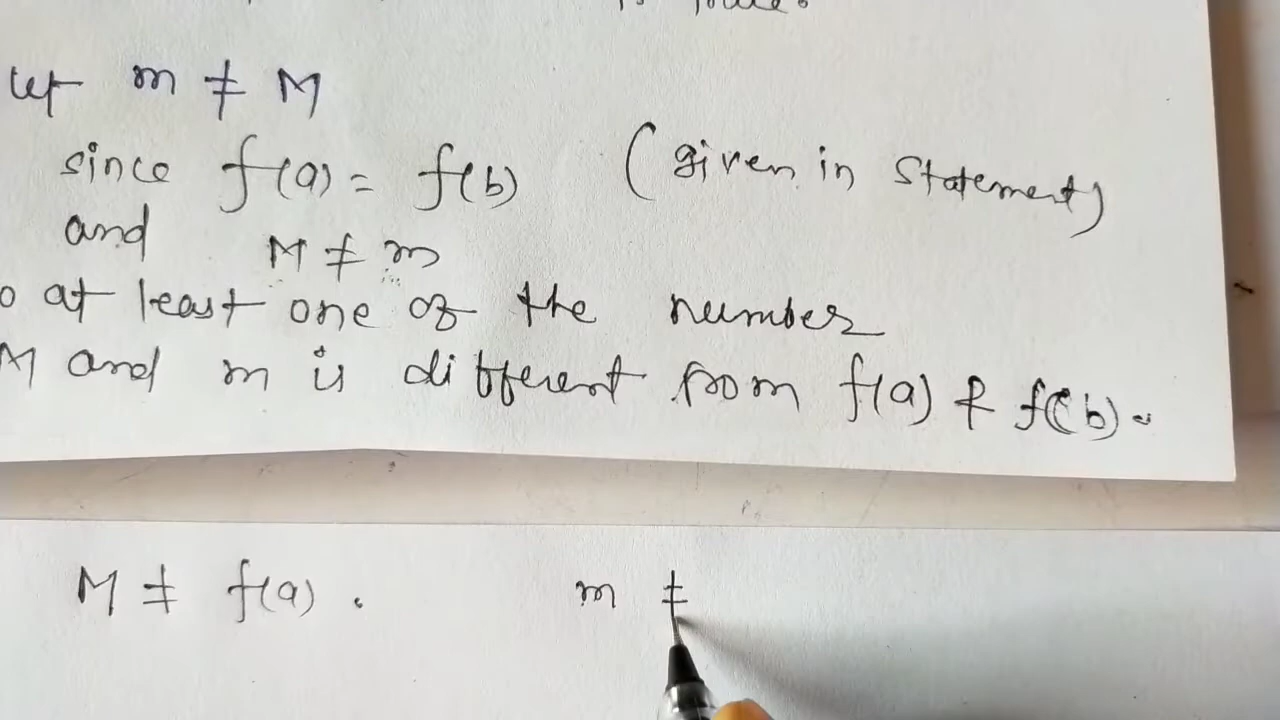 let m ≠ M
since f(a) = f(b) (given in statement)
and M ≠ m
o at least one of the number
M and m is different from f(a) & f(b).
M ≠ f(a). m ≠